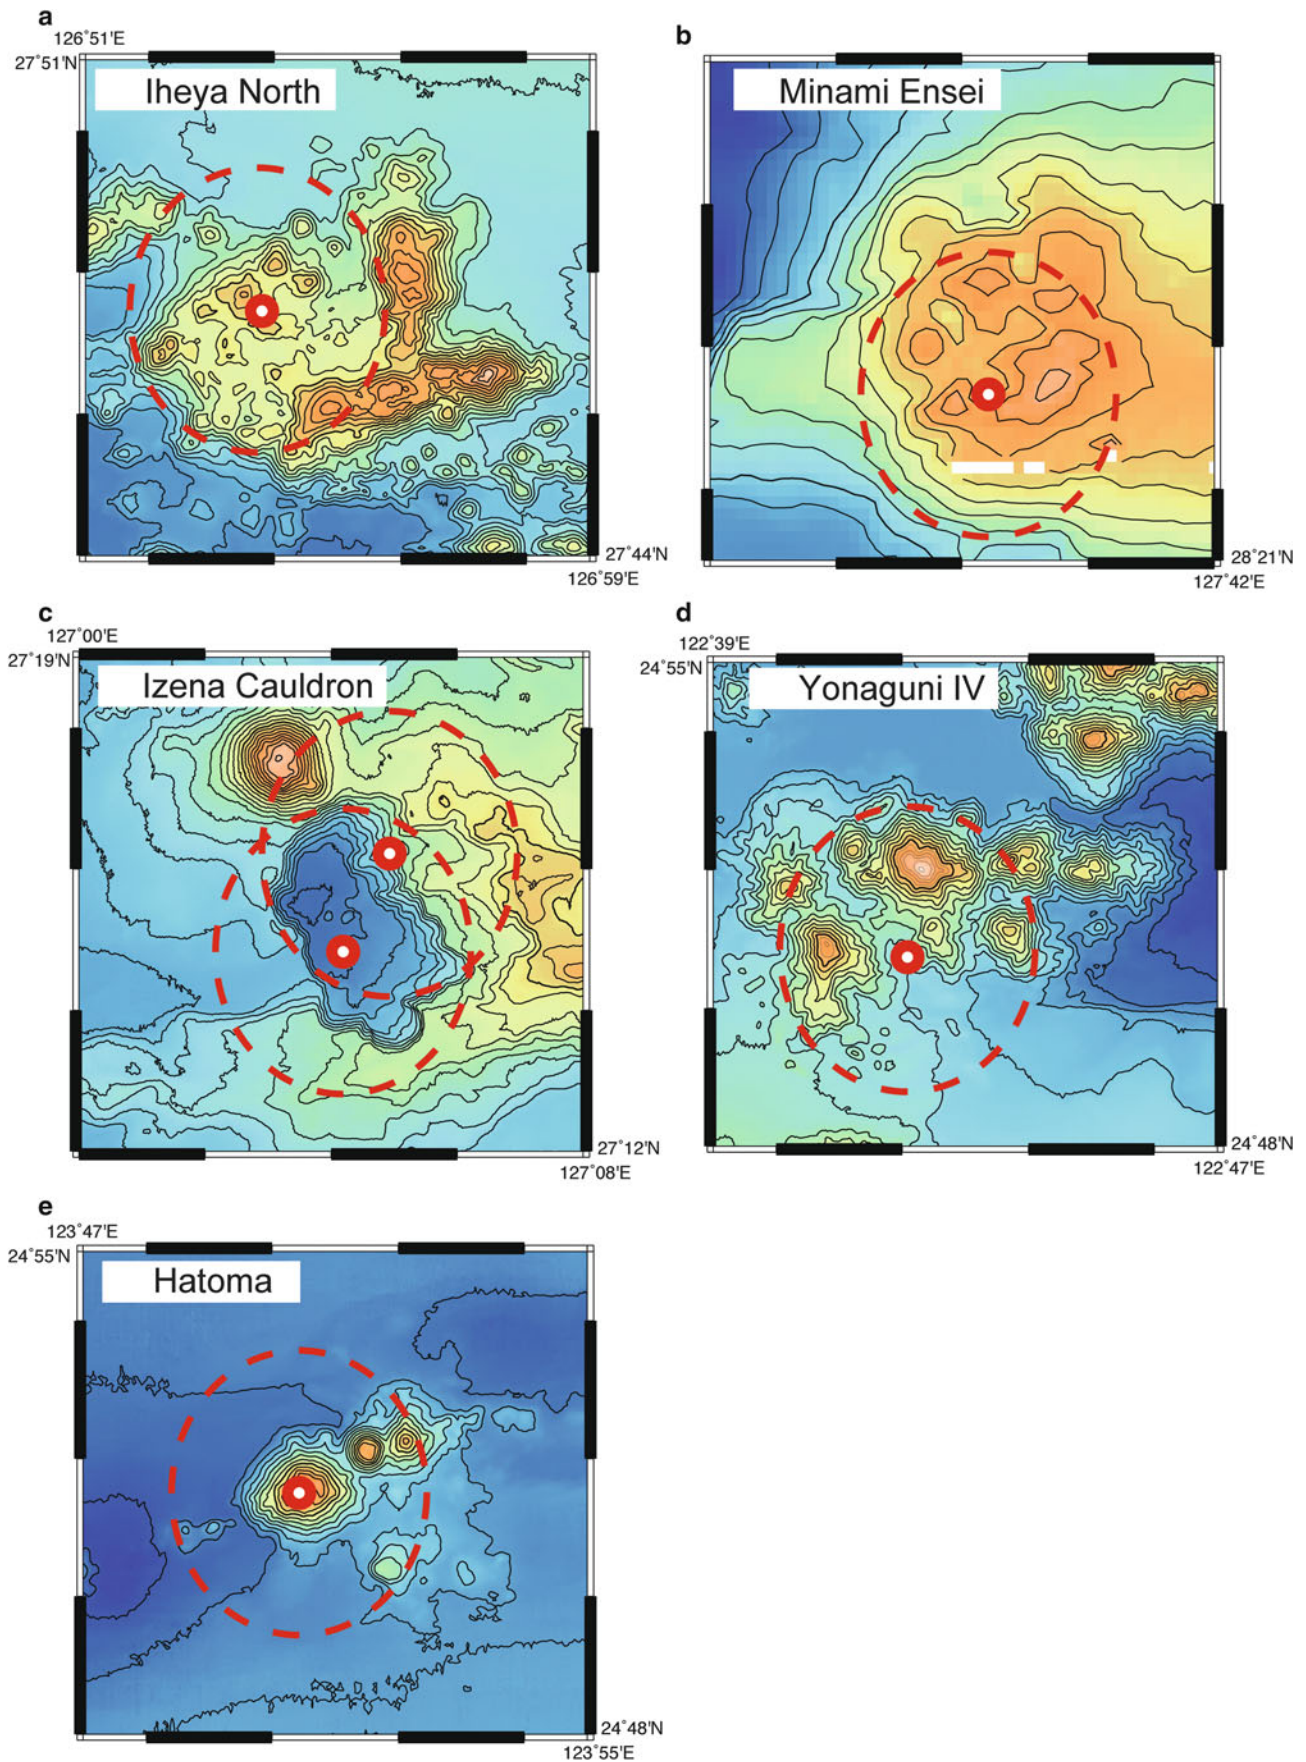 a
126˚51'E
27˚51'N
Iheya North
27˚44'N
126˚59'E
b
Minami Ensei
28˚21'N
127˚42'E
c
127˚00'E
27˚19'N
Izena Cauldron
27˚12'N
127˚08'E
d
122˚39'E
24˚55'N
Yonaguni IV
24˚48'N
122˚47'E
e
123˚47'E
24˚55'N
Hatoma
24˚48'N
123˚55'E